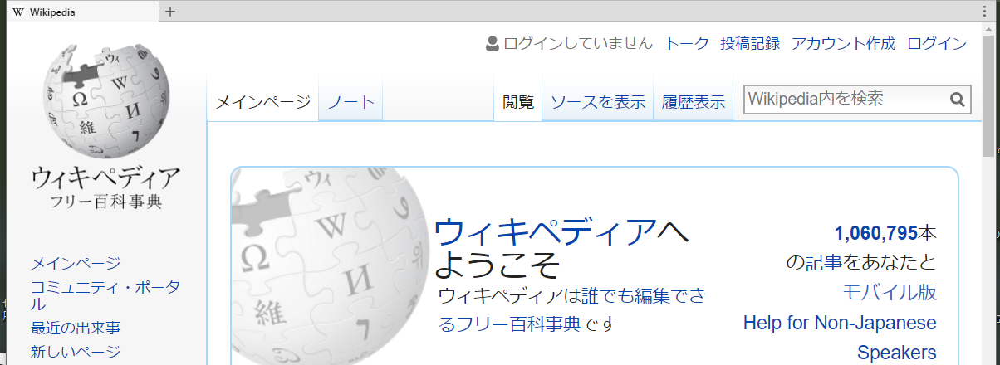 Wikipedia
ログインしていません トーク 投稿記録 アカウント作成 ログイン
メインページ ノート 閲覧 ソースを表示 履歴表示 Wikipedia内を検索
Ω W И 維 ウィ
ウィキペディア
フリー百科事典
メインページ
コミュニティ・ポータ
ル
最近の出来事
新しいページ
ウィ
W
Ω
И
維
ウィキペディアへ
ようこそ
ウィキペディアは誰でも編集でき
るフリー百科事典です
1,060,795本
の記事をあなたと
モバイル版
Help for Non-Japanese
Speakers